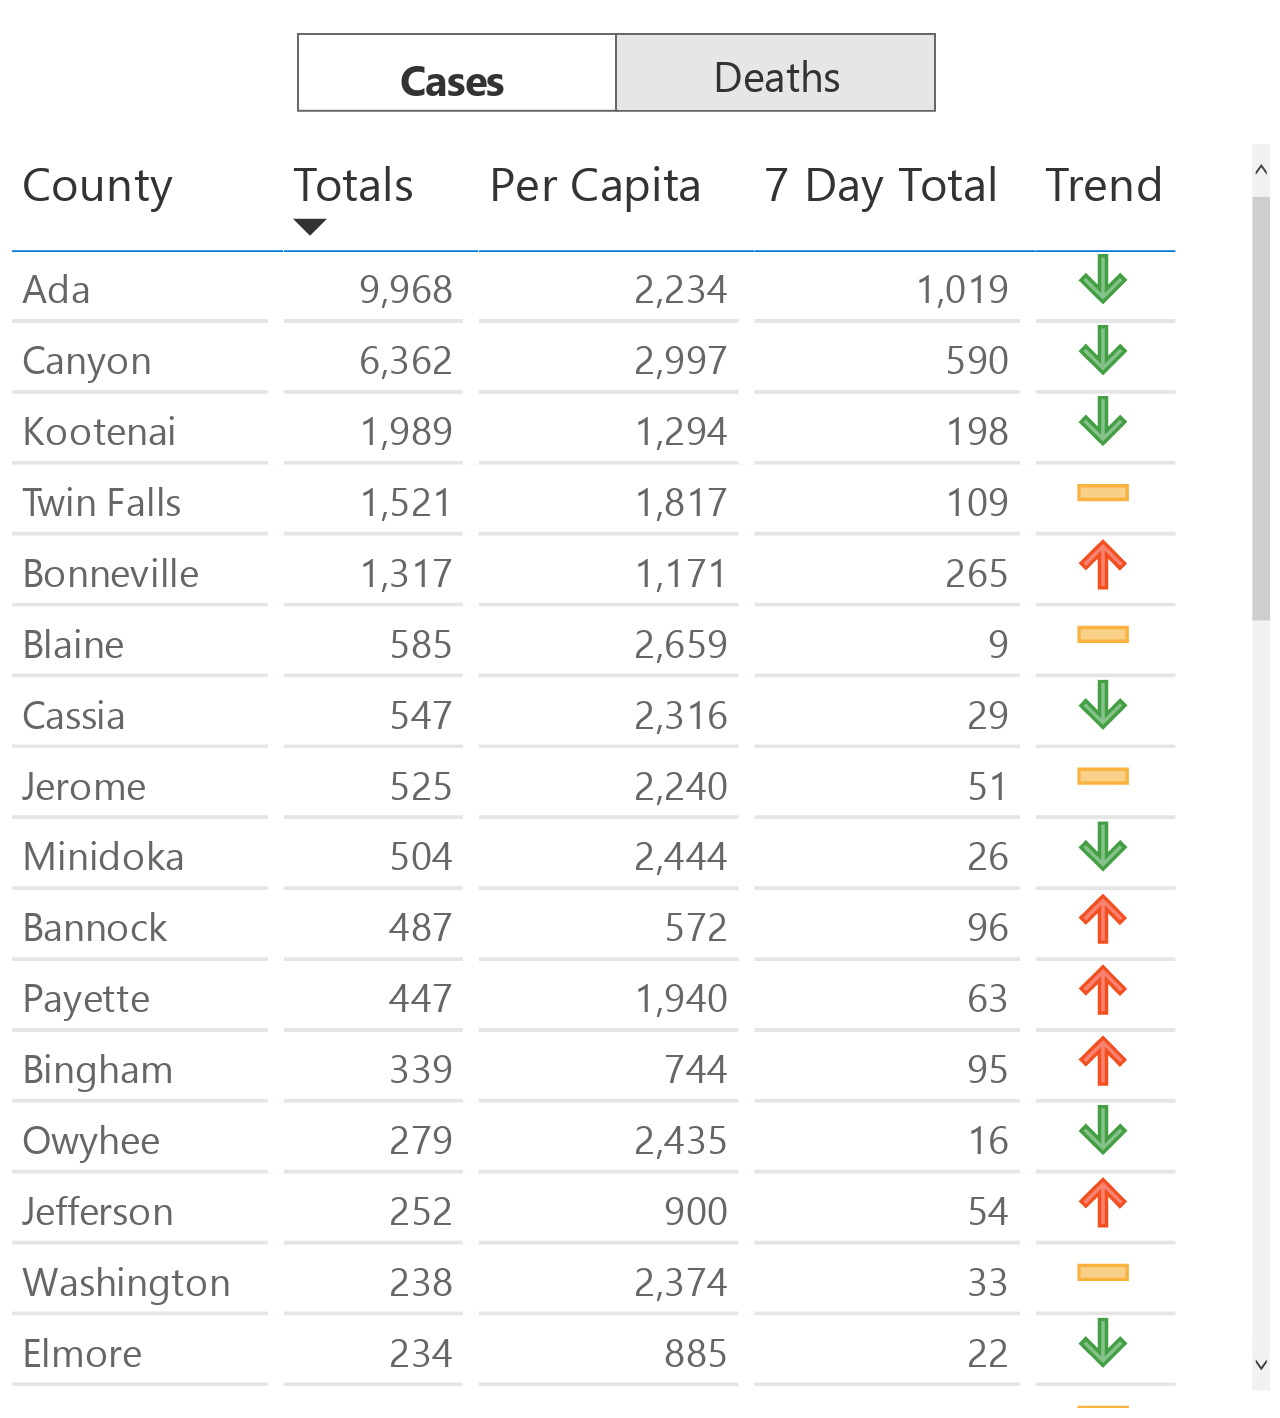 Cases Deaths
County Totals Per Capita 7 Day Total Trend
Ada 9,968 2,234 1,019
Canyon 6,362 2,997 590
Kootenai 1,989 1,294 198
Twin Falls 1,521 1,817 109
Bonneville 1,317 1,171 265
Blaine 585 2,659 9
Cassia 547 2,316 29
Jerome 525 2,240 51
Minidoka 504 2,444 26
Bannock 487 572 96
Payette 447 1,940 63
Bingham 339 744 95
Owyhee 279 2,435 16
Jefferson 252 900 54
Washington 238 2,374 33
Elmore 234 885 22